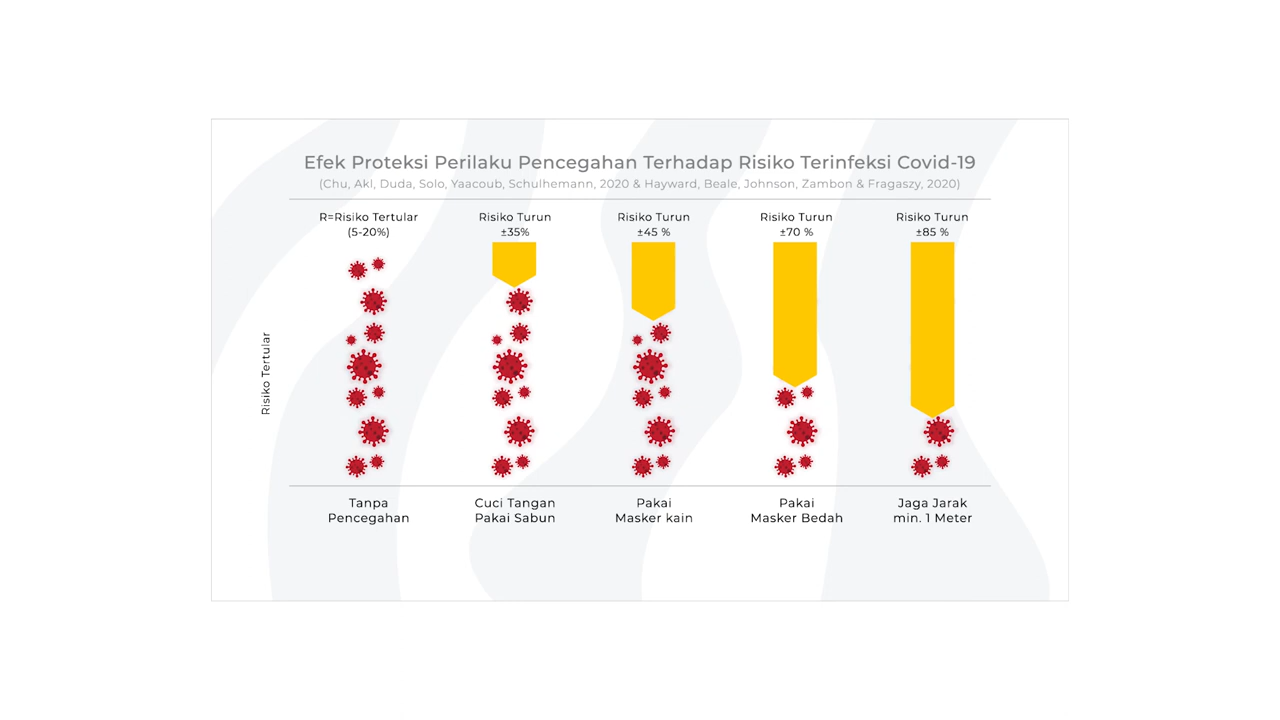 Efek Proteksi Perilaku Pencegahan Terhadap Risiko Terinfeksi Covid-19
(Chu, Akl, Duda, Solo, Yaacoub, Schulhemann, 2020 & Hayward, Beale, Johnson, Zambon & Fragaszy, 2020)
R=Risiko Tertular
(5-20%)
Risiko Turun
±35%
Risiko Turun
±45 %
Risiko Turun
±70 %
Risiko Turun
±85 %
Risiko Tertular
Tanpa
Pencegahan
Cuci Tangan
Pakai Sabun
Pakai
Masker kain
Pakai
Masker Bedah
Jaga Jarak
min. 1 Meter